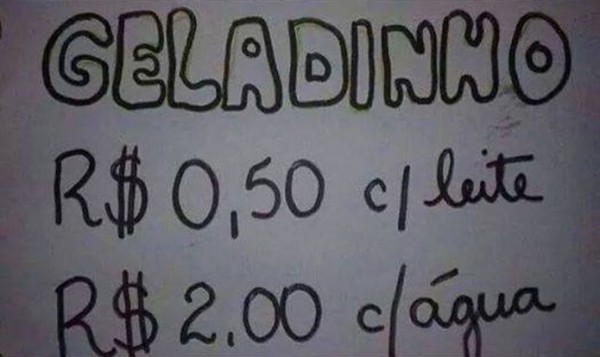 GELADINHO
R$ 0,50 c/ leite
R$ 2.00 c/água